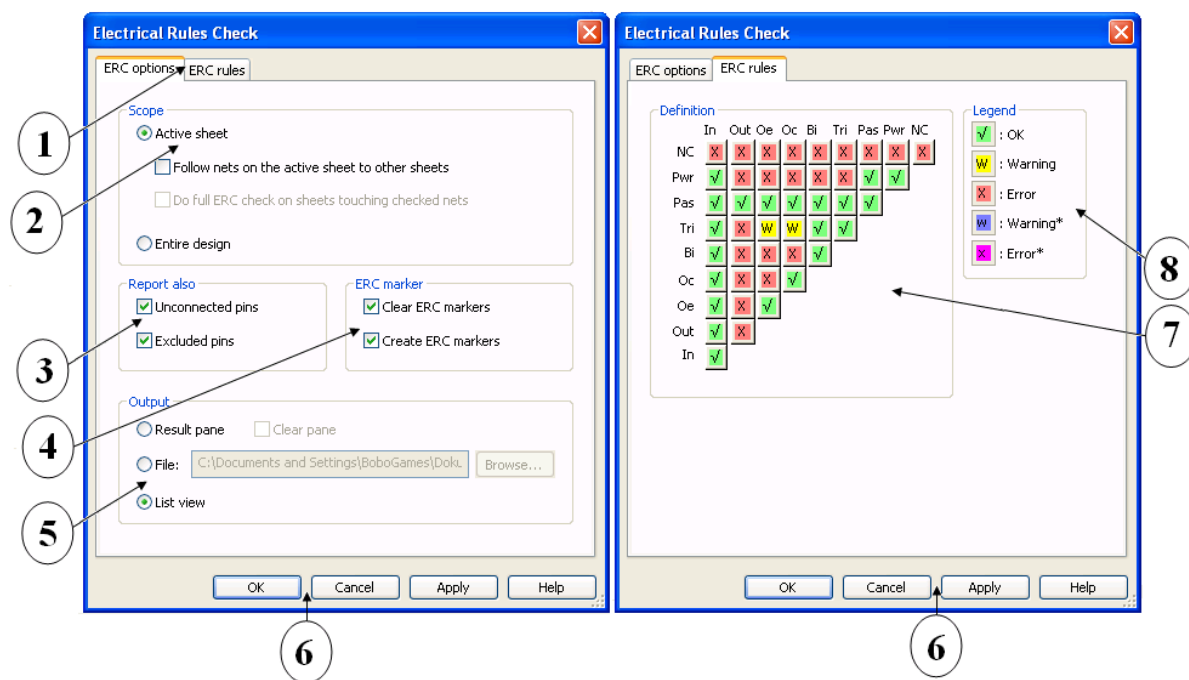 Electrical Rules Check
ERC options ERC rules
Scope
Active sheet
Follow nets on the active sheet to other sheets
Do full ERC check on sheets touching checked nets
Entire design
Report also
Unconnected pins
Excluded pins
ERC marker
Clear ERC markers
Create ERC markers
Output
Result pane Clear pane
File: C:\Documents and Settings\BoboGames\Doku Browse...
List view
OK Cancel Apply Help
1
2
3
4
5
6
Electrical Rules Check
ERC options ERC rules
Definition
In Out Oe Oc Bi Tri Pas Pwr NC
NC X X X X X X X X X
Pwr √ X X X X X √ √
Pas √ √ √ √ √ √ √
Tri √ X W W √ √
Bi √ X X X √
Oc √ X X √
Oe √ X √
Out √ X
In √
Legend
√ : OK
W : Warning
X : Error
W : Warning*
X : Error*
OK Cancel Apply Help
8
7
6